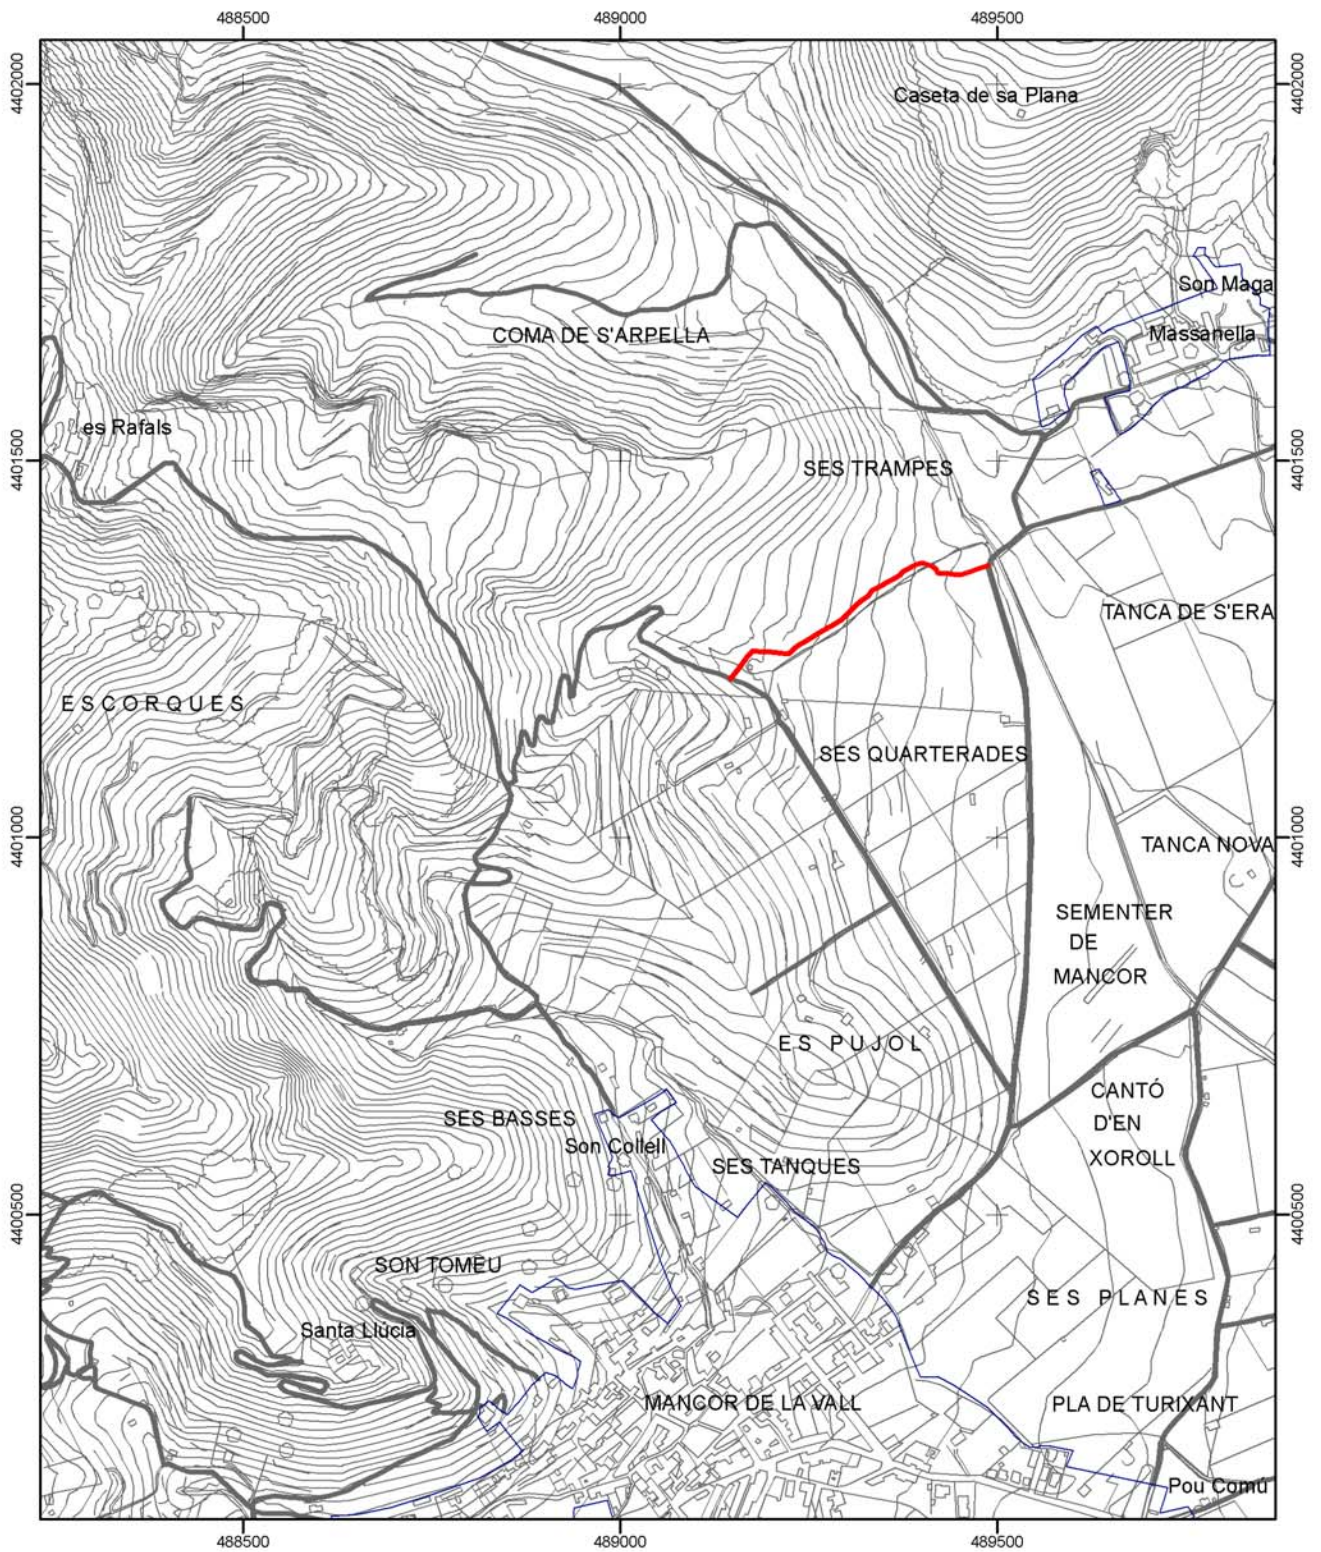 488500 489000 489500
4402000 4402000
Caseta de sa Plana
Son Maga
Massanella
COMA DE S'ARPELLA
es Rafals
SES TRAMPES
4401500 4401500
TANCA DE S'ERA
ESCORQUES
SES QUARTERADES
4401000 4401000
TANCA NOVA
SEMENTER
DE
MANCOR
ES PUJOL
CANTÓ
D'EN
XOROLL
SES BASSES
Son Collell
SES TANQUES
4400500 4400500
SON TOMEU
SES PLANES
Santa Llúcia
MANCOR DE LA VALL
PLA DE TURIXANT
Pou Comú
488500 489000 489500